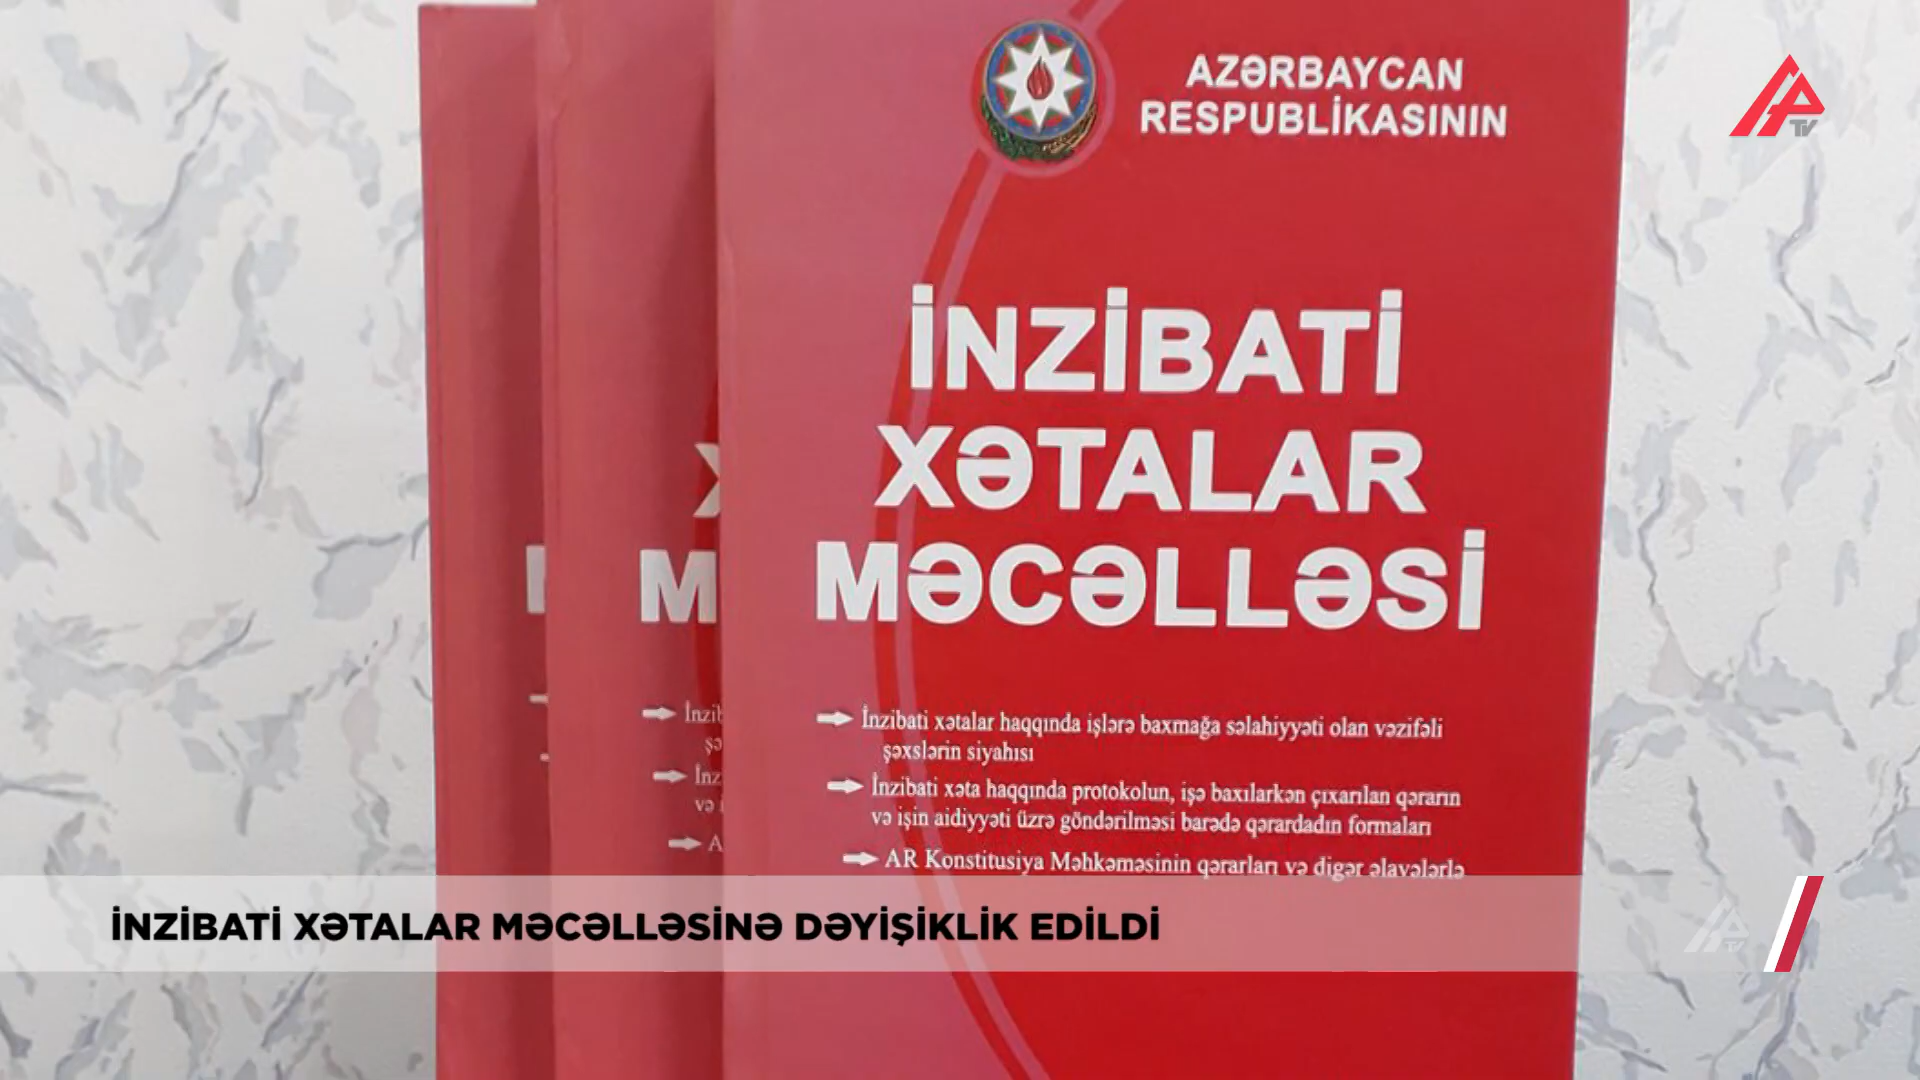 AZƏRBAYCAN
RESPUBLİKASININ
TV
İNZİBATİ
XƏTALAR
MƏCƏLLƏSİ
M
İnzibati xətalar haqqında işlərə baxmağa səlahiyyəti olan vəzifəli
şəxslərin siyahısı
İnzibati xəta haqqında protokolun, işə baxılarkən çıxarılan qərarın
və işin aidiyyəti üzrə göndərilməsi barədə qərardadın formaları
AR Konstitusiya Məhkəməsinin qərarları və digər əlavələrlə
İNZİBATİ XƏTALAR MƏCƏLLƏSİNƏ DƏYİŞİKLİK EDİLDİ